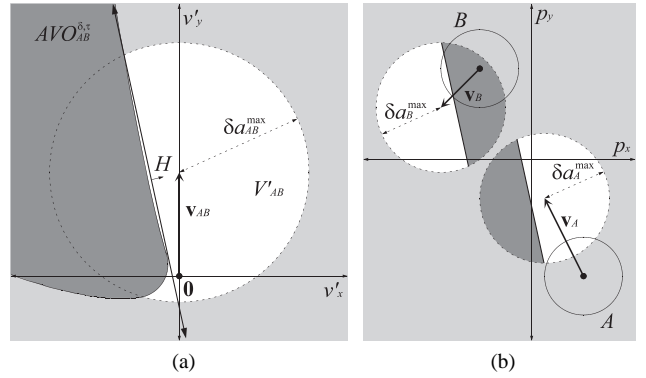 AVO^{δ,τ}_{AB}
v'_y
δa^{max}_{AB}
H
V'_{AB}
v_{AB}
0
v'_x
(a)
p_y
B
v_B
δa^{max}_B
p_x
δa^{max}_A
v_A
A
(b)